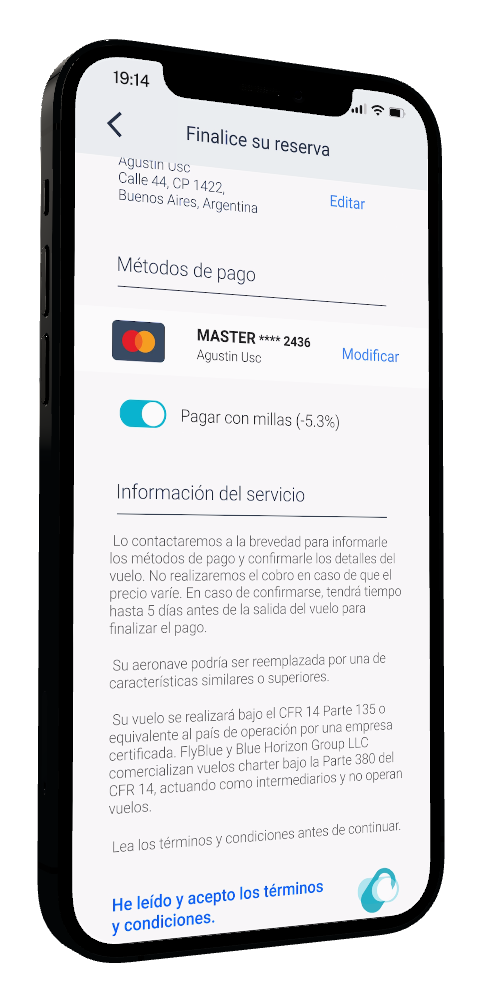 19:14
Finalice su reserva
Agustin Usc
Calle 44, CP 1422,
Buenos Aires, Argentina
Editar
Métodos de pago
MASTER **** 2436
Agustin Usc
Modificar
Pagar con millas (-5.3%)
Información del servicio
Lo contactaremos a la brevedad para informarle
los métodos de pago y confirmarle los detalles del
vuelo. No realizaremos el cobro en caso de que el
precio varíe. En caso de confirmarse, tendrá tiempo
hasta 5 días antes de la salida del vuelo para
finalizar el pago.
Su aeronave podría ser reemplazada por una de
características similares o superiores.
Su vuelo se realizará bajo el CFR 14 Parte 135 o
equivalente al país de operación por una empresa
certificada. FlyBlue y Blue Horizon Group LLC
comercializan vuelos charter bajo la Parte 380 del
CFR 14, actuando como intermediarios y no operan
vuelos.
Lea los términos y condiciones antes de continuar.
He leído y acepto los términos
y condiciones.